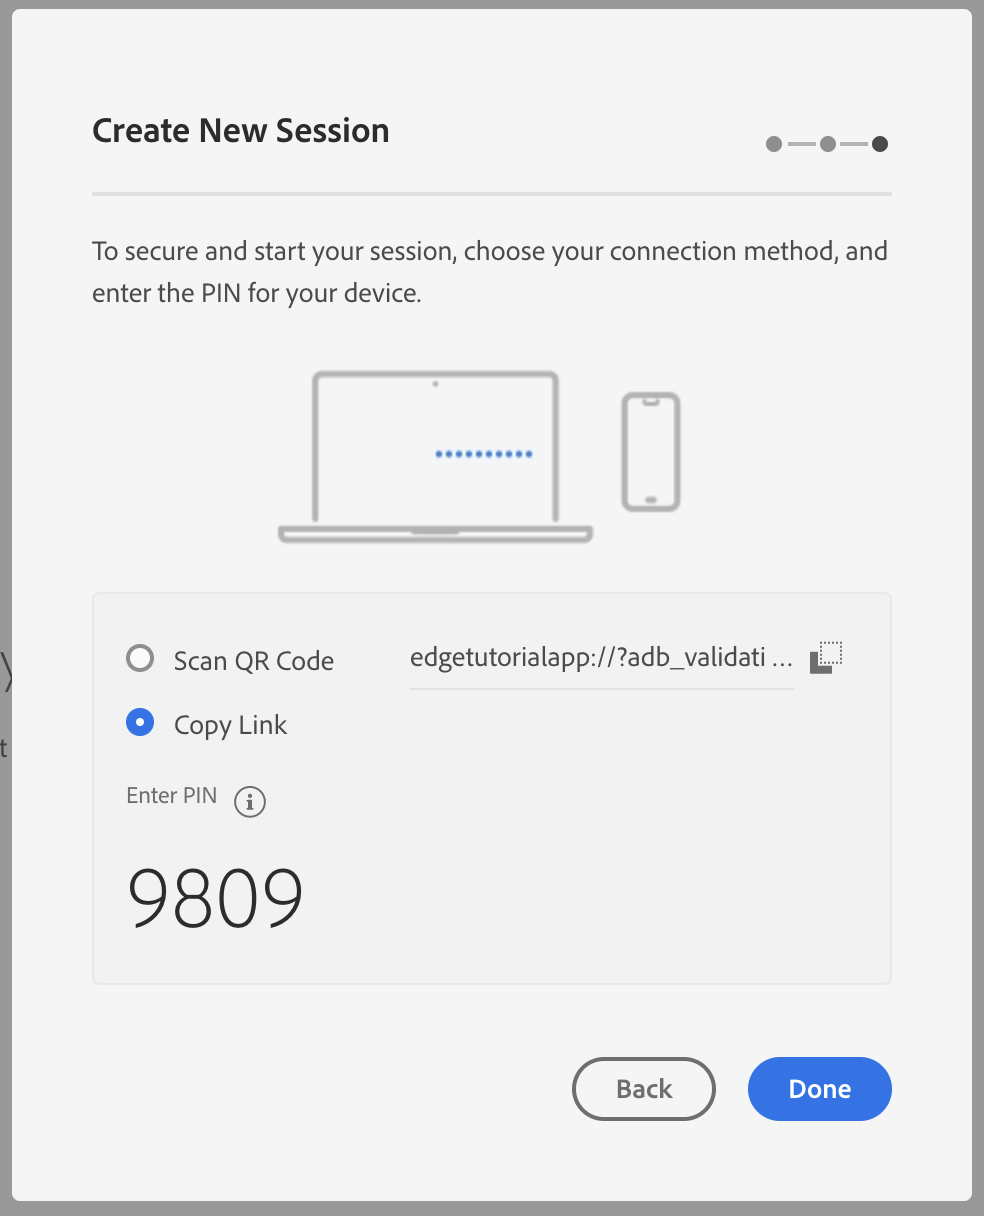 Create New Session
To secure and start your session, choose your connection method, and
enter the PIN for your device.
Scan QR Code
edgetutorialapp://?adb_validati ...
Copy Link
Enter PIN
9809
Back
Done